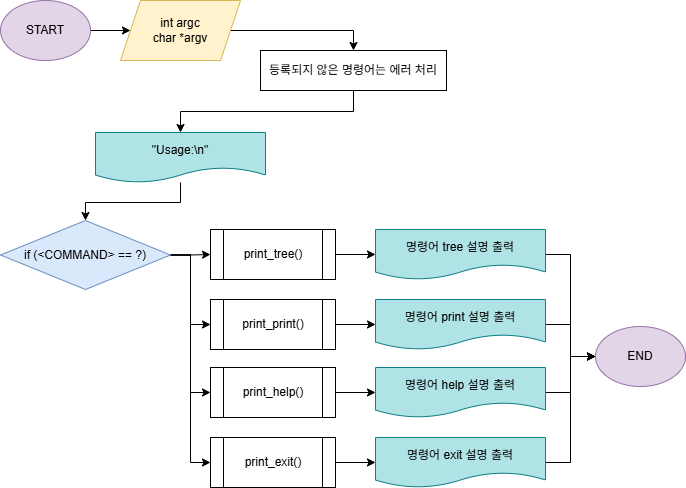 START
int argc
char *argv
등록되지 않은 명령어는 에러 처리
"Usage:\n"
if (<COMMAND> == ?)
print_tree()
명령어 tree 설명 출력
print_print()
명령어 print 설명 출력
print_help()
명령어 help 설명 출력
print_exit()
명령어 exit 설명 출력
END